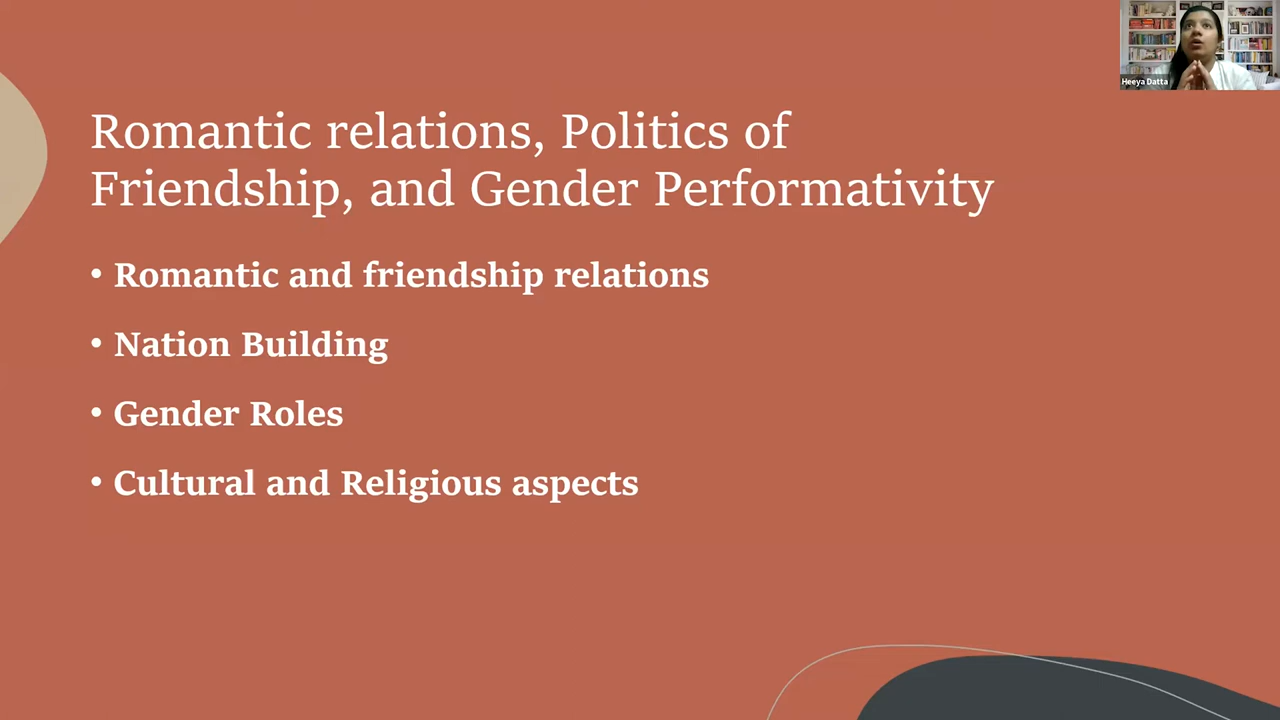 Heeya Datta
Romantic relations, Politics of
Friendship, and Gender Performativity
• Romantic and friendship relations
• Nation Building
• Gender Roles
• Cultural and Religious aspects